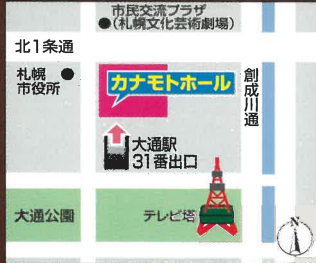 市民交流プラザ
(札幌文化芸術劇場)
北1条通
札幌
市役所
カナモトホール
創成川通
大通駅
31番出口
大通公園
テレビ塔
N